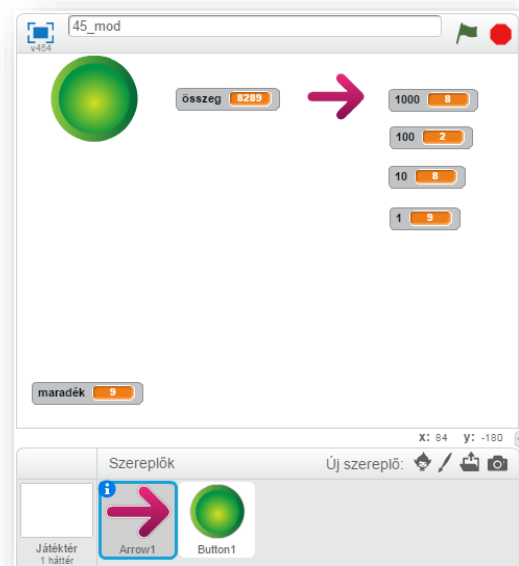 45_mod
v454
összeg 8289
1000 8
100 2
10 8
1 9
maradék 9
X: 84 y: -180
Szereplők
Új szereplő:
Játéktér
1 háttér
Arrow1
Button1